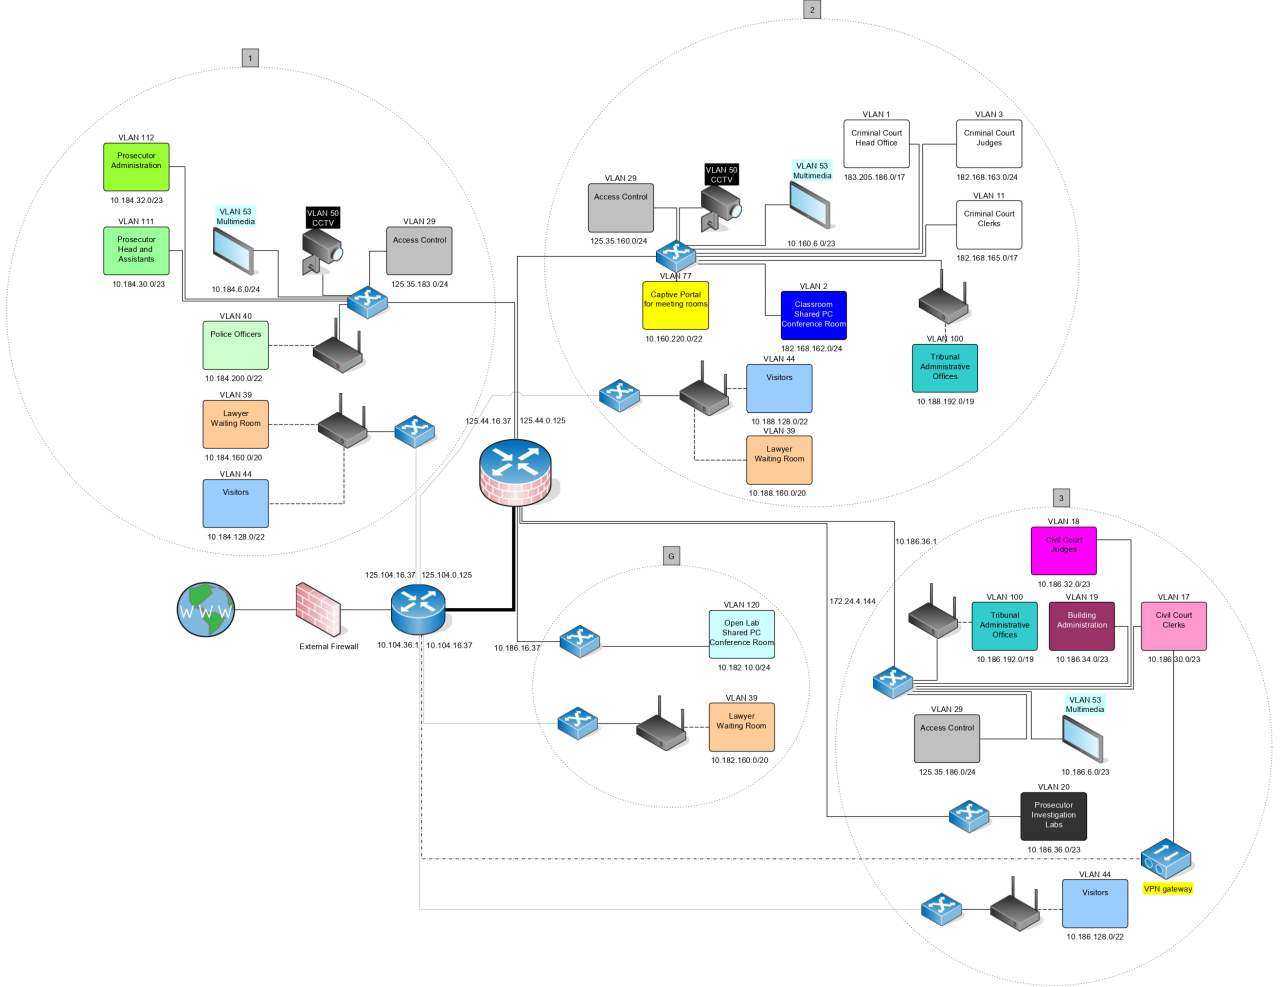 1
VLAN 112
Prosecutor
Administration
10.184.32.0/23
VLAN 111
Prosecutor
Head and
Assistants
10.184.30.0/23
VLAN 53
Multimedia
10.184.6.0/24
VLAN 50
CCTV
VLAN 29
Access Control
125.35.183.0/24
VLAN 40
Police Officers
10.184.200.0/22
VLAN 39
Lawyer
Waiting Room
10.184.160.0/20
VLAN 44
Visitors
10.184.128.0/22
2
VLAN 29
Access Control
125.35.160.0/24
VLAN 50
CCTV
VLAN 53
Multimedia
10.160.6.0/23
VLAN 1
Criminal Court
Head Office
183.205.186.0/17
VLAN 3
Criminal Court
Judges
182.168.163.0/24
VLAN 11
Criminal Court
Clerks
182.168.165.0/17
VLAN 77
Captive Portal
for meeting rooms
10.160.220.0/22
VLAN 2
Classroom
Shared PC
Conference Room
182.168.162.0/24
VLAN 100
Tribunal
Administrative
Offices
10.188.192.0/19
VLAN 44
Visitors
10.188.128.0/22
VLAN 39
Lawyer
Waiting Room
10.188.160.0/20
125.44.16.37
125.44.0.125
125.104.16.37
125.104.0.125
10.104.36.1
10.104.16.37
WWW
External Firewall
10.186.16.37
172.24.4.144
10.186.36.1
G
VLAN 120
Open Lab
Shared PC
Conference Room
10.182.10.0/24
VLAN 39
Lawyer
Waiting Room
10.182.160.0/20
3
VLAN 18
Civil Court
Judges
10.186.32.0/23
VLAN 100
Tribunal
Administrative
Offices
10.186.192.0/19
VLAN 19
Building
Administration
10.186.34.0/23
VLAN 17
Civil Court
Clerks
10.186.30.0/23
VLAN 29
Access Control
125.35.186.0/24
VLAN 53
Multimedia
10.186.6.0/23
VLAN 20
Prosecutor
Investigation
Labs
10.186.36.0/23
VPN gateway
VLAN 44
Visitors
10.186.128.0/22